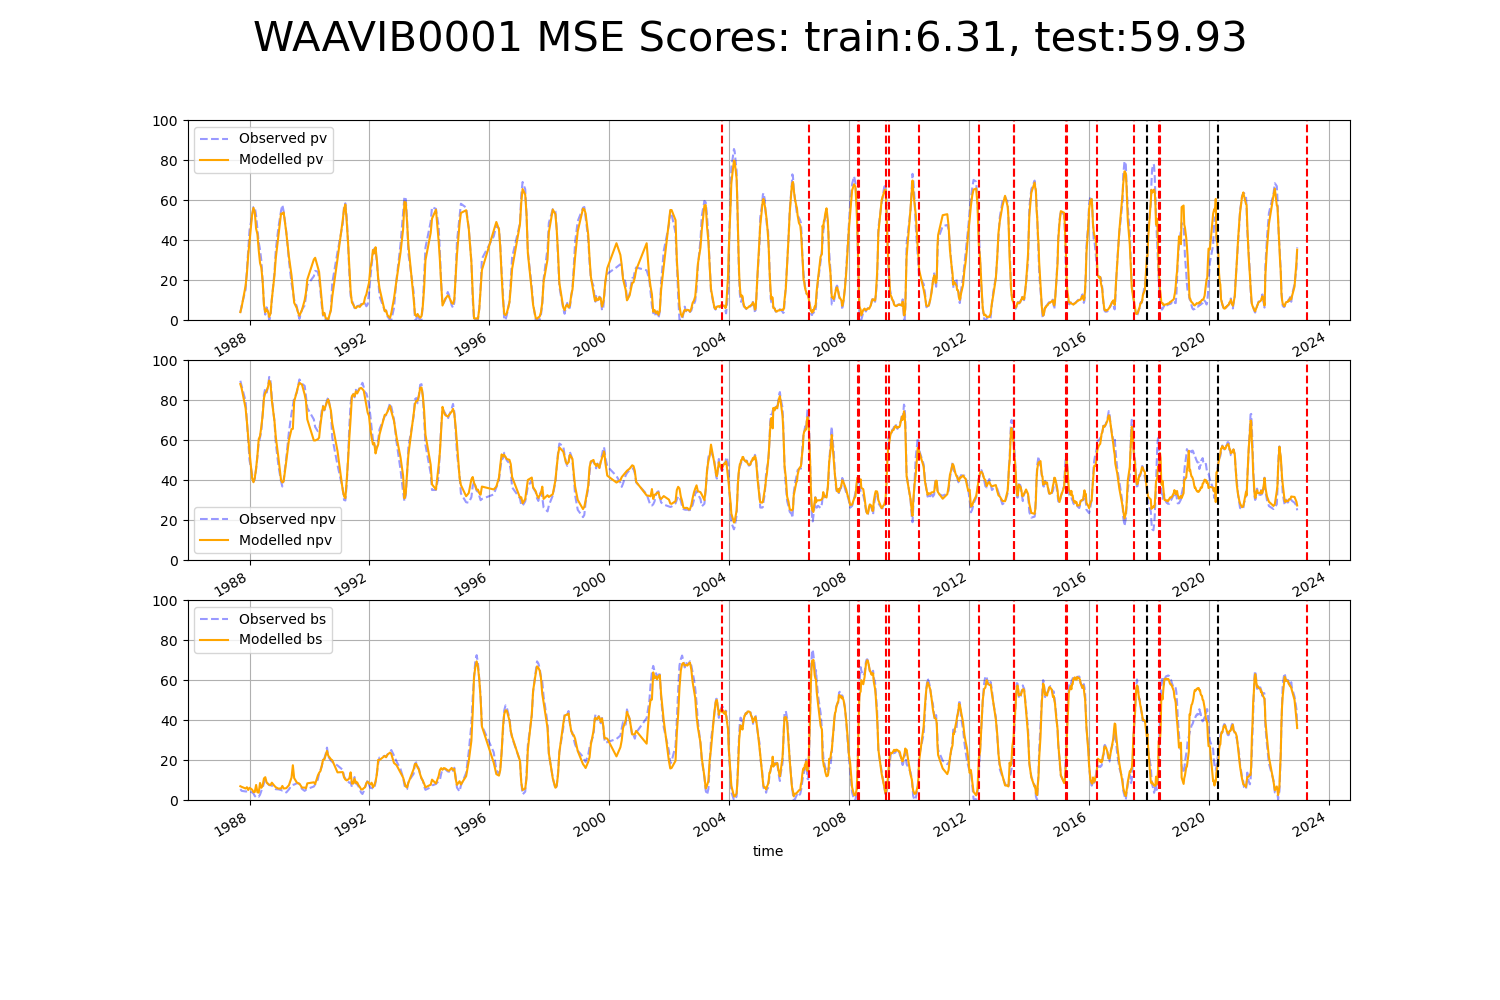 WAAVIB0001 MSE Scores: train:6.31, test:59.93
100
80
60
40
20
0
Observed pv
Modelled pv
1988 1992 1996 2000 2004 2008 2012 2016 2020 2024
100
80
60
40
20
0
Observed npv
Modelled npv
1988 1992 1996 2000 2004 2008 2012 2016 2020 2024
100
80
60
40
20
0
Observed bs
Modelled bs
1988 1992 1996 2000 2004 2008 2012 2016 2020 2024
time